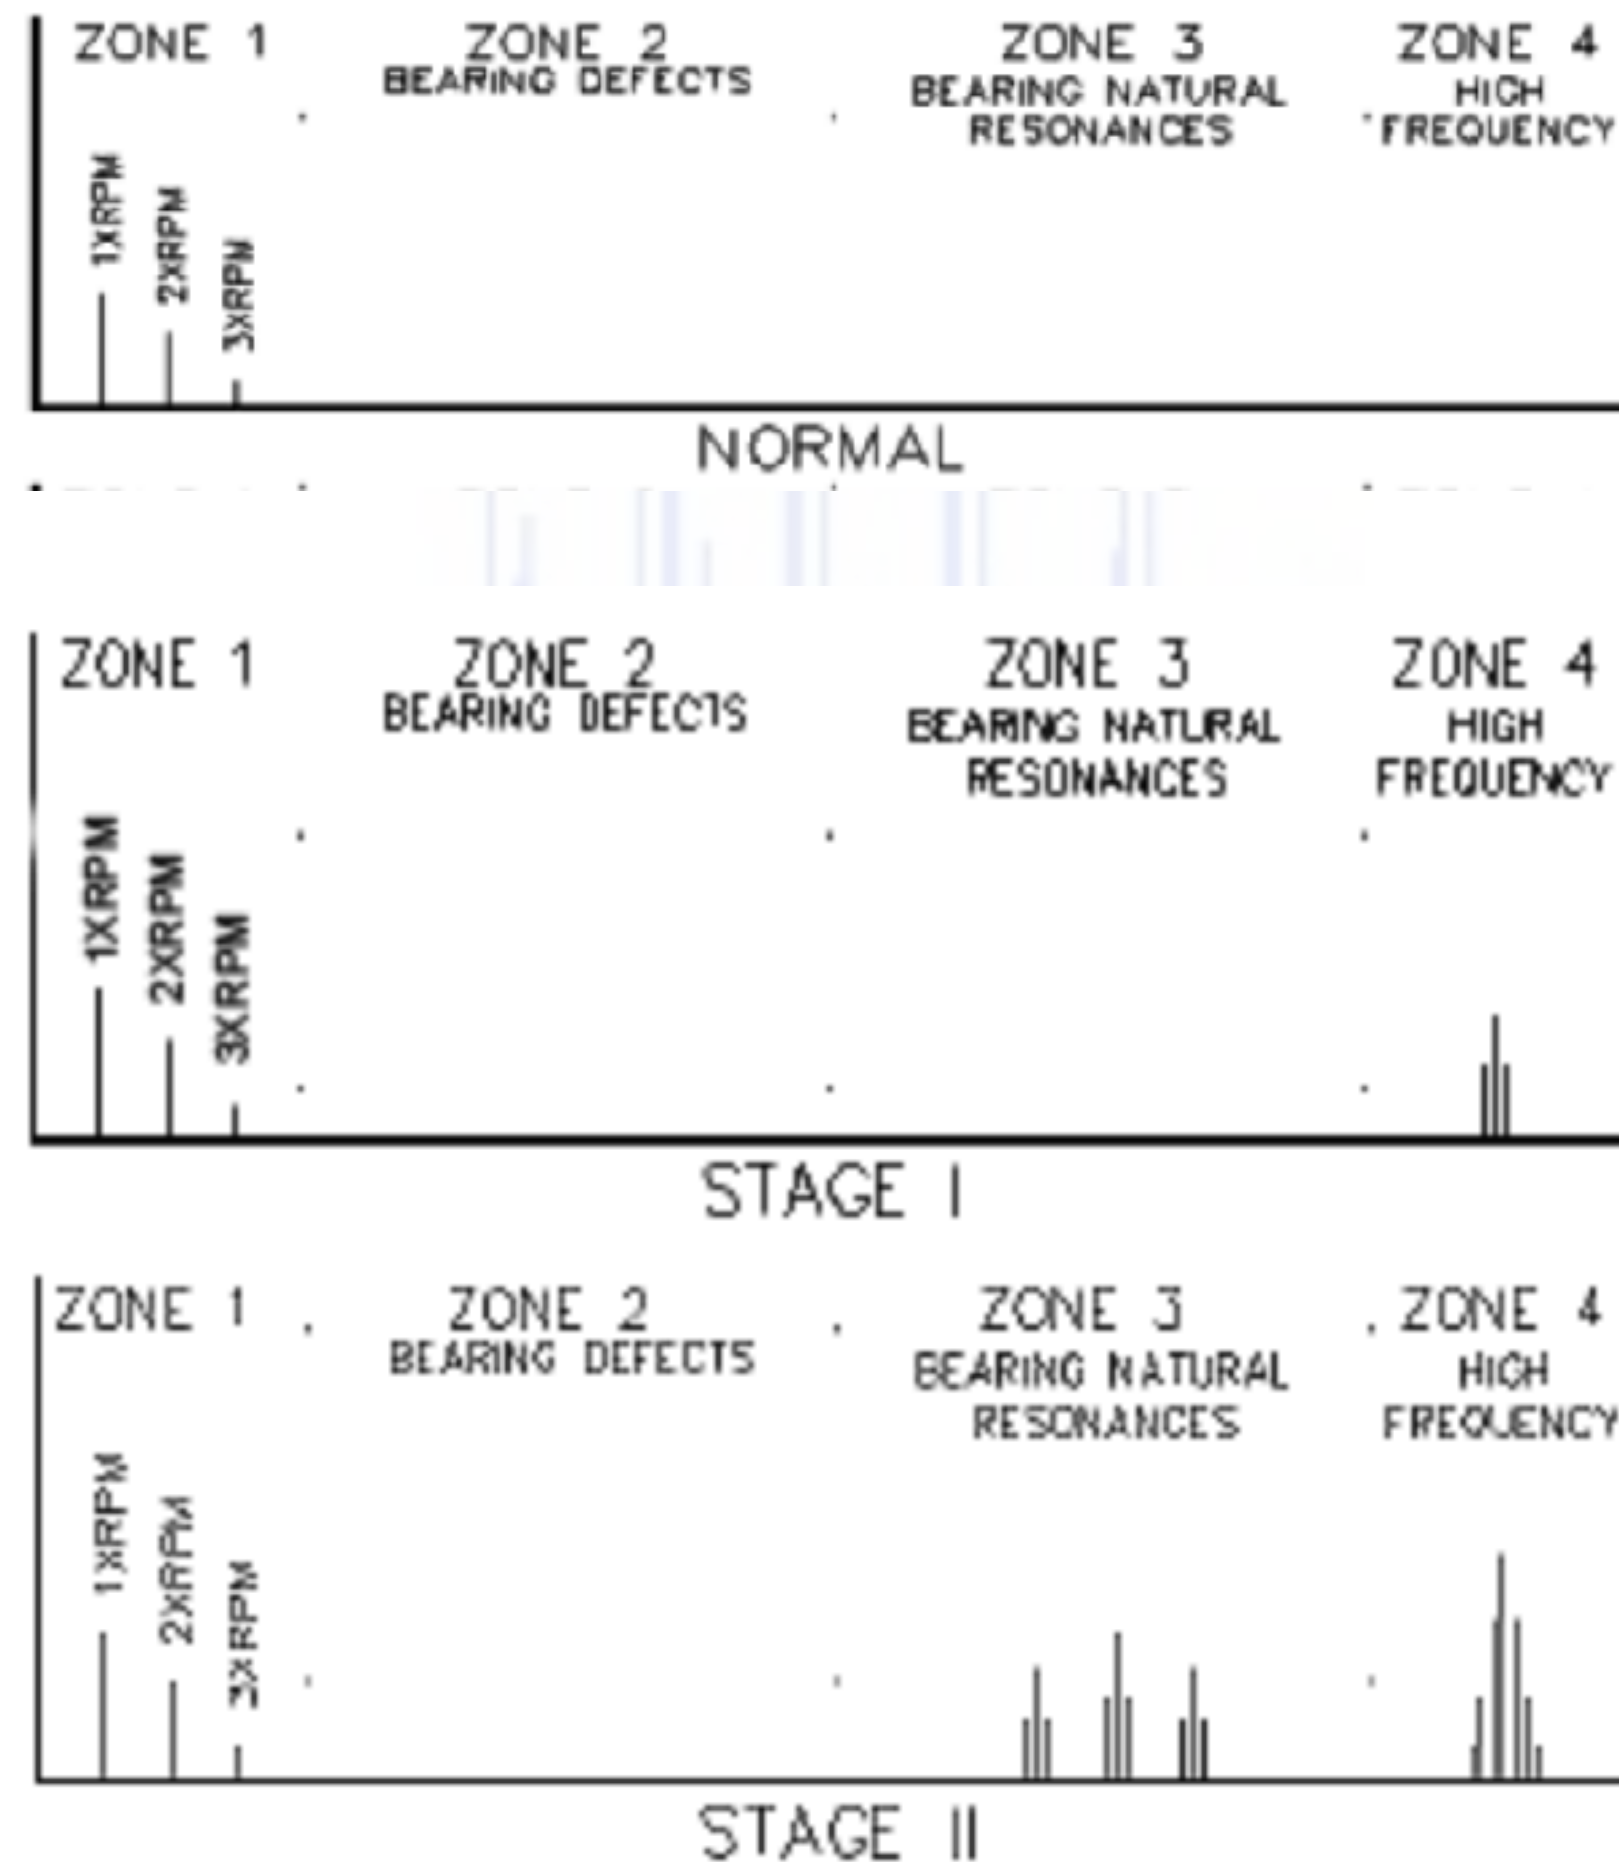 ZONE 1
ZONE 2
BEARING DEFECTS
ZONE 3
BEARING NATURAL
RESONANCES
ZONE 4
HIGH
FREQUENCY
1XRPM
2XRPM
3XRPM
NORMAL
ZONE 1
ZONE 2
BEARING DEFECTS
ZONE 3
BEARING NATURAL
RESONANCES
ZONE 4
HIGH
FREQUENCY
1XRPM
2XRPM
3XRPM
STAGE I
ZONE 1
ZONE 2
BEARING DEFECTS
ZONE 3
BEARING NATURAL
RESONANCES
ZONE 4
HIGH
FREQUENCY
1XRPM
2XRPM
3XRPM
STAGE II